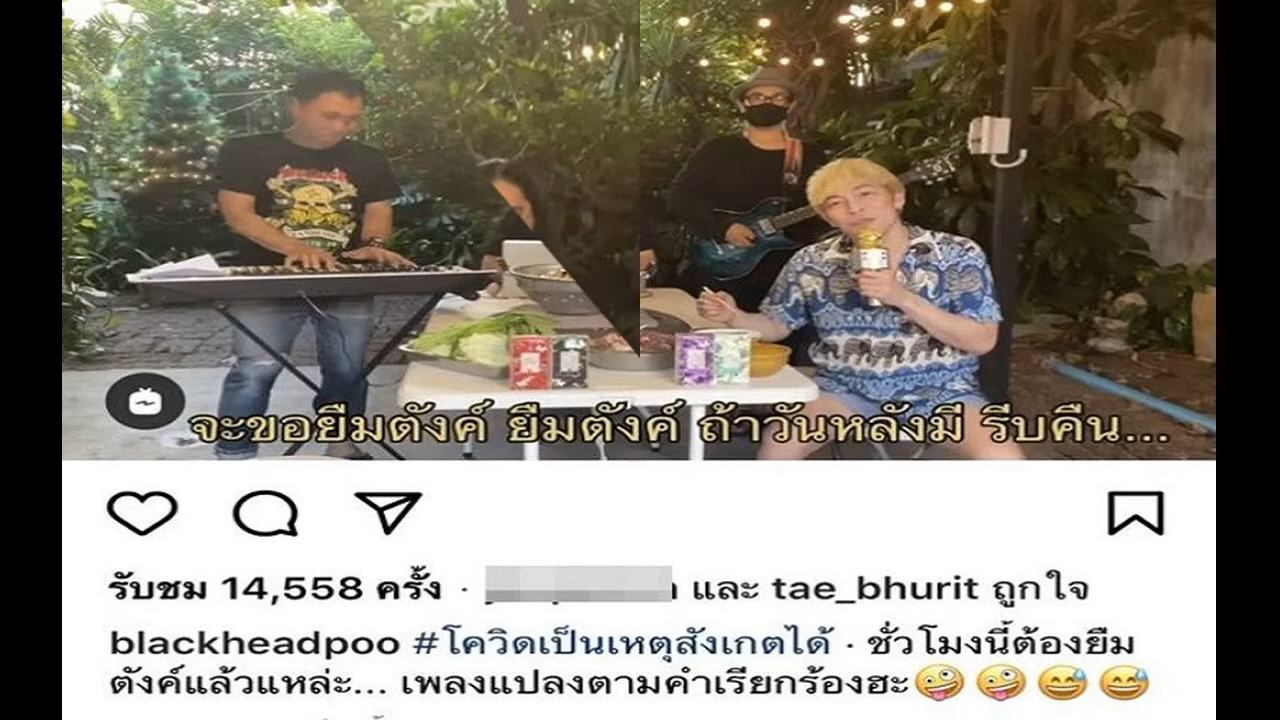 จะขอยืมตังค์ ยืมตังค์ ถ้าวันหลังมี รีบคืน...
รับชม 14,558 ครั้ง · และ tae_bhurit ถูกใจ
blackheadpoo #โควิดเป็นเหตุสังเกตได้ · ชั่วโมงนี้ต้องยืม
ตังค์แล้วแหล่ะ... เพลงแปลงตามคำเรียกร้องฮะ🤪 🤪 😅 😅